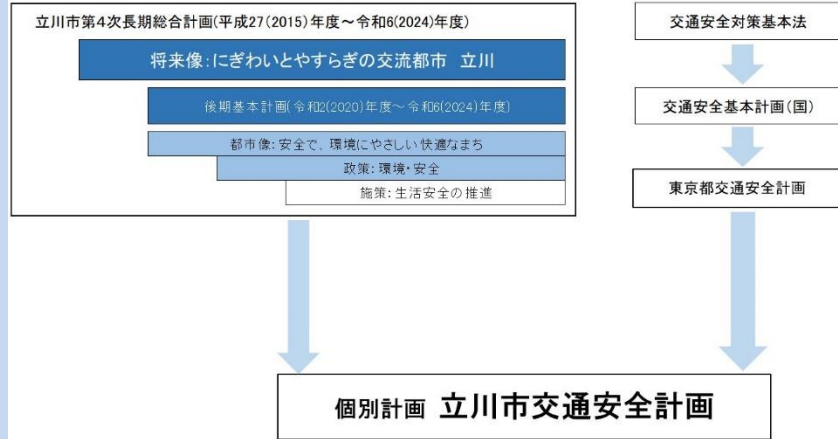 立川市第4次長期総合計画(平成27(2015)年度～令和6(2024)年度)
将来像:にぎわいとやすらぎの交流都市　立川
後期基本計画(令和2(2020)年度～令和6(2024)年度)
都市像:安全で、環境にやさしい快適なまち
政策:環境・安全
施策:生活安全の推進
交通安全対策基本法
交通安全基本計画(国)
東京都交通安全計画
個別計画 立川市交通安全計画